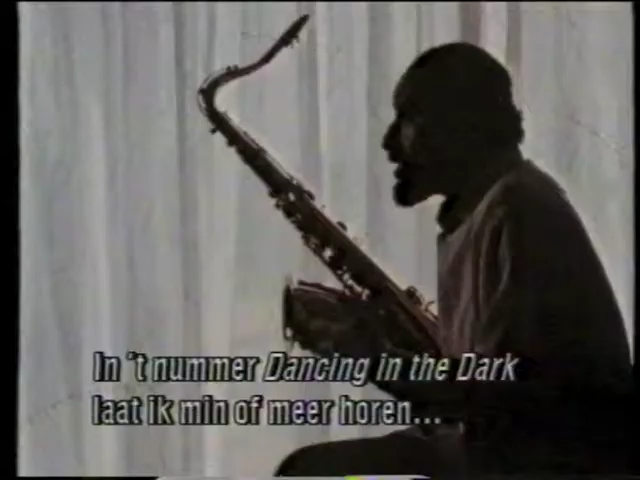 In 't nummer Dancing in the Dark
laat ik min of meer horen...